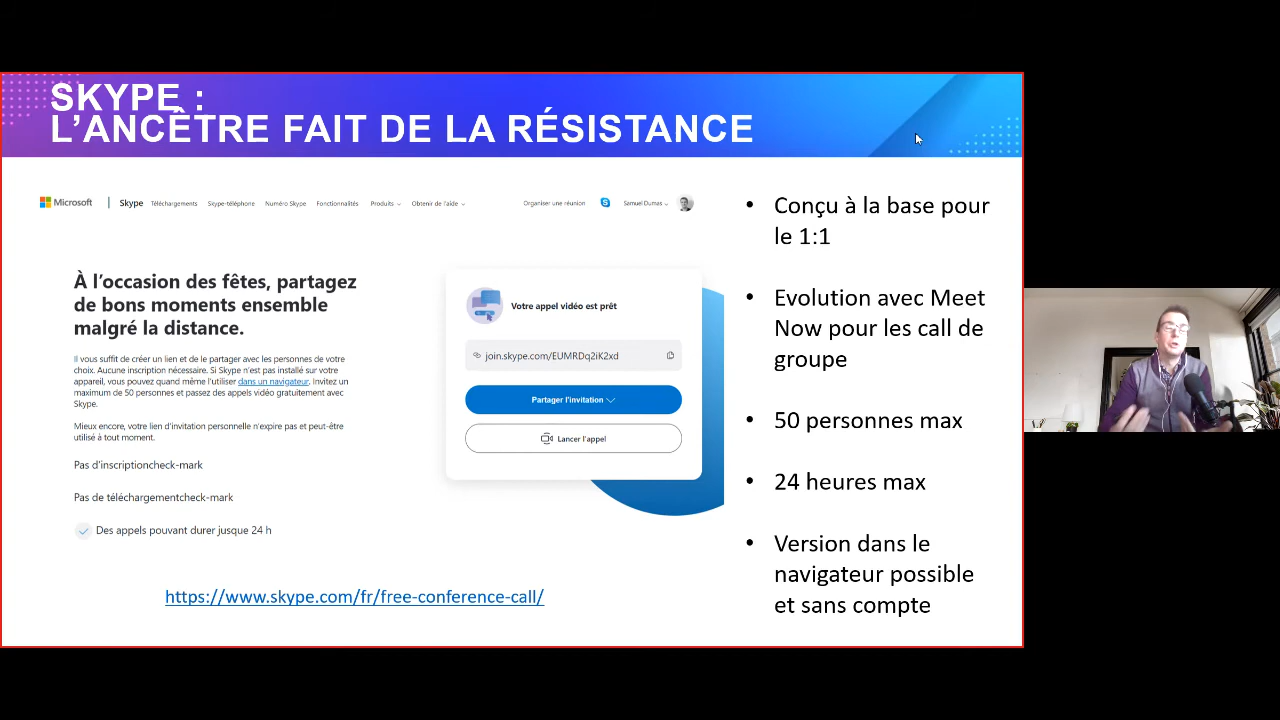 SKYPE :
L’ANCÊTRE FAIT DE LA RÉSISTANCE
Microsoft | Skype Téléchargements Skype-téléphone Numéro Skype Fonctionnalités Produits Obtenir de l'aide Organiser une réunion Samuel Dumas
À l’occasion des fêtes, partagez
de bons moments ensemble
malgré la distance.
Il vous suffit de créer un lien et de le partager avec les personnes de votre
choix. Aucune inscription nécessaire. Si Skype n'est pas installé sur votre
appareil, vous pouvez quand même l'utiliser dans un navigateur. Invitez un
maximum de 50 personnes et passez des appels vidéo gratuitement avec
Skype.
Mieux encore, votre lien d'invitation personnelle n'expire pas et peut-être
utilisé à tout moment.
Pas d'inscriptioncheck-mark
Pas de téléchargementcheck-mark
Des appels pouvant durer jusque 24 h
Votre appel vidéo est prêt
join.skype.com/EUMRDq2iK2xd
Partager l'invitation
Lancer l'appel
https://www.skype.com/fr/free-conference-call/
• Conçu à la base pour
le 1:1
• Evolution avec Meet
Now pour les call de
groupe
• 50 personnes max
• 24 heures max
• Version dans le
navigateur possible
et sans compte